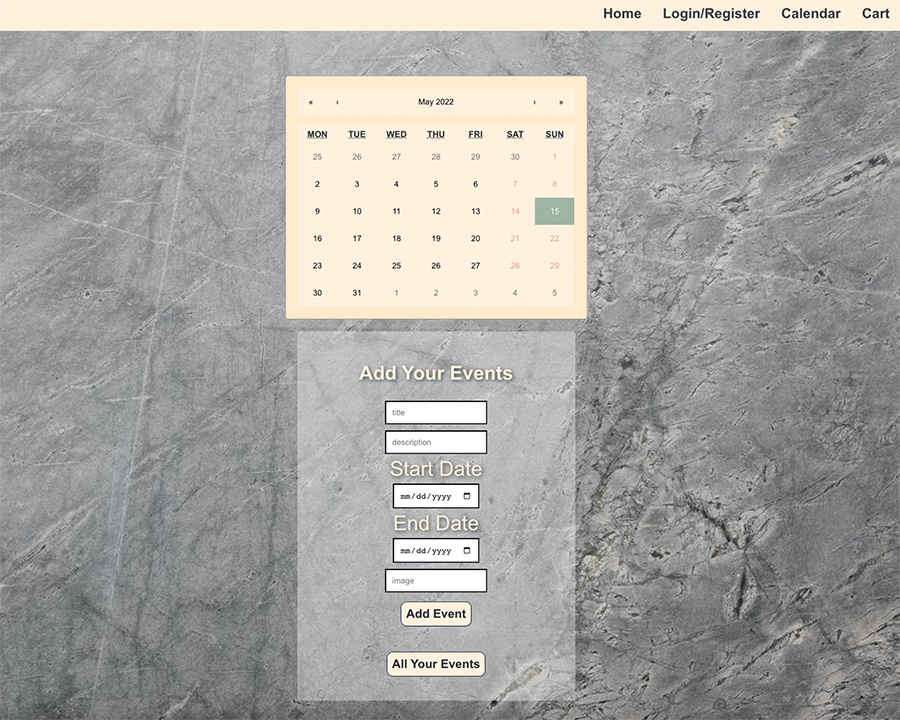 Home Login/Register Calendar Cart
« ‹ May 2022 › »
MON TUE WED THU FRI SAT SUN
25 26 27 28 29 30 1
2 3 4 5 6 7 8
9 10 11 12 13 14 15
16 17 18 19 20 21 22
23 24 25 26 27 28 29
30 31 1 2 3 4 5
Add Your Events
title
description
Start Date
mm/dd/yyyy
End Date
mm/dd/yyyy
image
Add Event
All Your Events